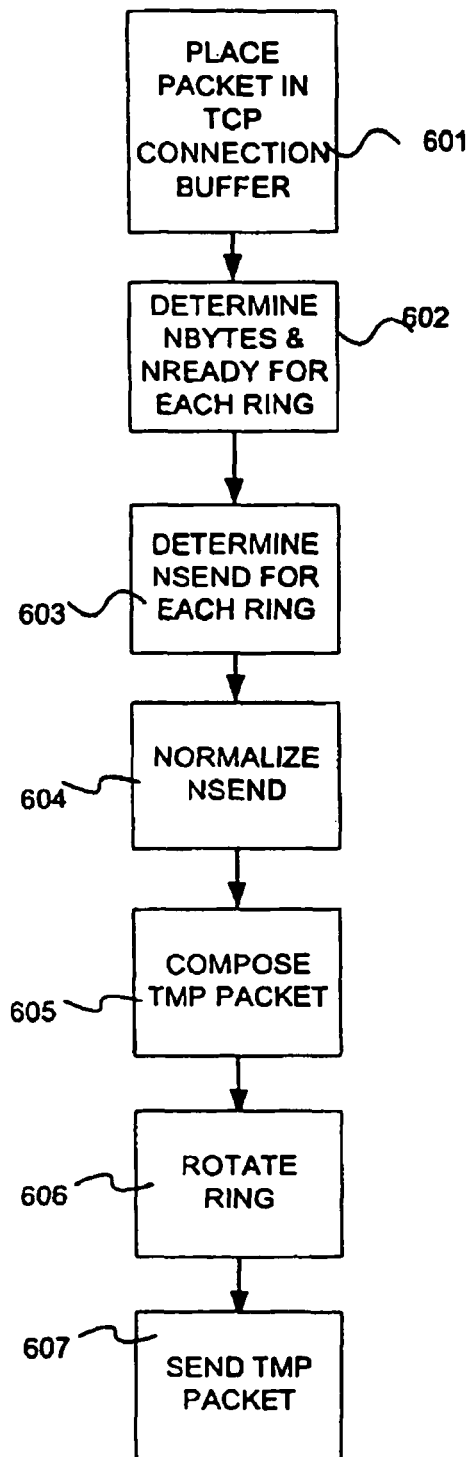 PLACE
PACKET IN
TCP
CONNECTION
BUFFER
601
DETERMINE
NBYTES &
NREADY FOR
EACH RING
602
DETERMINE
NSEND FOR
EACH RING
603
NORMALIZE
NSEND
604
COMPOSE
TMP PACKET
605
ROTATE
RING
606
607
SEND TMP
PACKET